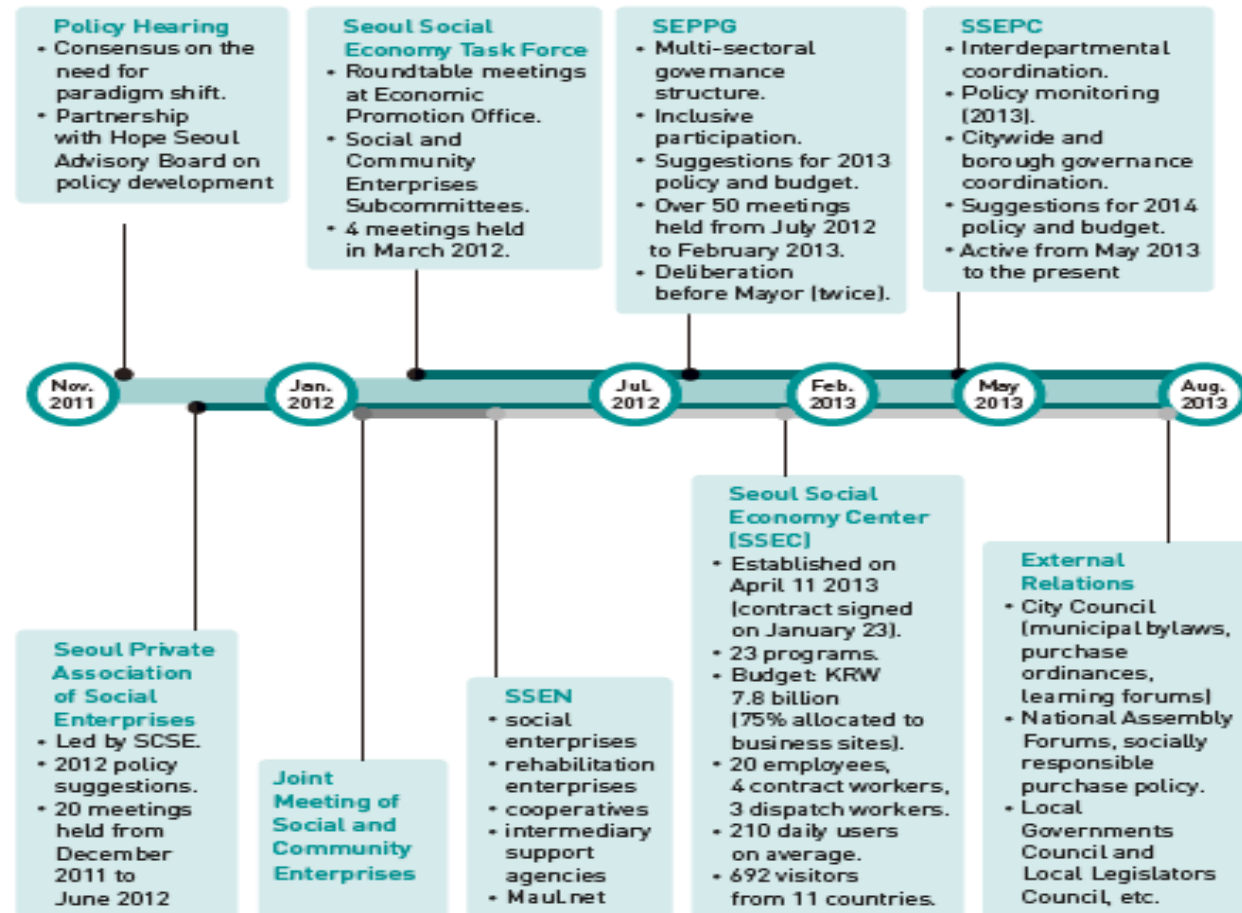 Policy Hearing
• Consensus on the
need for
paradigm shift.
• Partnership
with Hope Seoul
Advisory Board on
policy development
Seoul Social
Economy Task Force
• Roundtable meetings
at Economic
Promotion Office.
• Social and
Community
Enterprises
Subcommittees.
• 4 meetings held
in March 2012.
SEPPG
• Multi-sectoral
governance
structure.
• Inclusive
participation.
• Suggestions for 2013
policy and budget.
• Over 50 meetings
held from July 2012
to February 2013.
• Deliberation
before Mayor (twice).
SSEPC
• Interdepartmental
coordination.
• Policy monitoring
(2013).
• Citywide and
borough governance
coordination.
• Suggestions for 2014
policy and budget.
• Active from May 2013
to the present
Nov.
2011
Jan.
2012
Jul.
2012
Feb.
2013
May
2013
Aug.
2013
Seoul Private
Association
of Social
Enterprises
• Led by SCSE.
• 2012 policy
suggestions.
• 20 meetings
held from
December
2011 to
June 2012
Joint
Meeting of
Social and
Community
Enterprises
SSEN
• social
enterprises
• rehabilitation
enterprises
• cooperatives
• intermediary
support
agencies
• Maul.net
Seoul Social
Economy Center
(SSEC)
• Established on
April 11 2013
(contract signed
on January 23).
• 23 programs.
• Budget: KRW
7.8 billion
(75% allocated to
business sites).
• 20 employees,
4 contract workers,
3 dispatch workers.
• 210 daily users
on average.
• 692 visitors
from 11 countries.
External
Relations
• City Council
(municipal bylaws,
purchase
ordinances,
learning forums)
• National Assembly
Forums, socially
responsible
purchase policy.
• Local
Governments
Council and
Local Legislators
Council, etc.